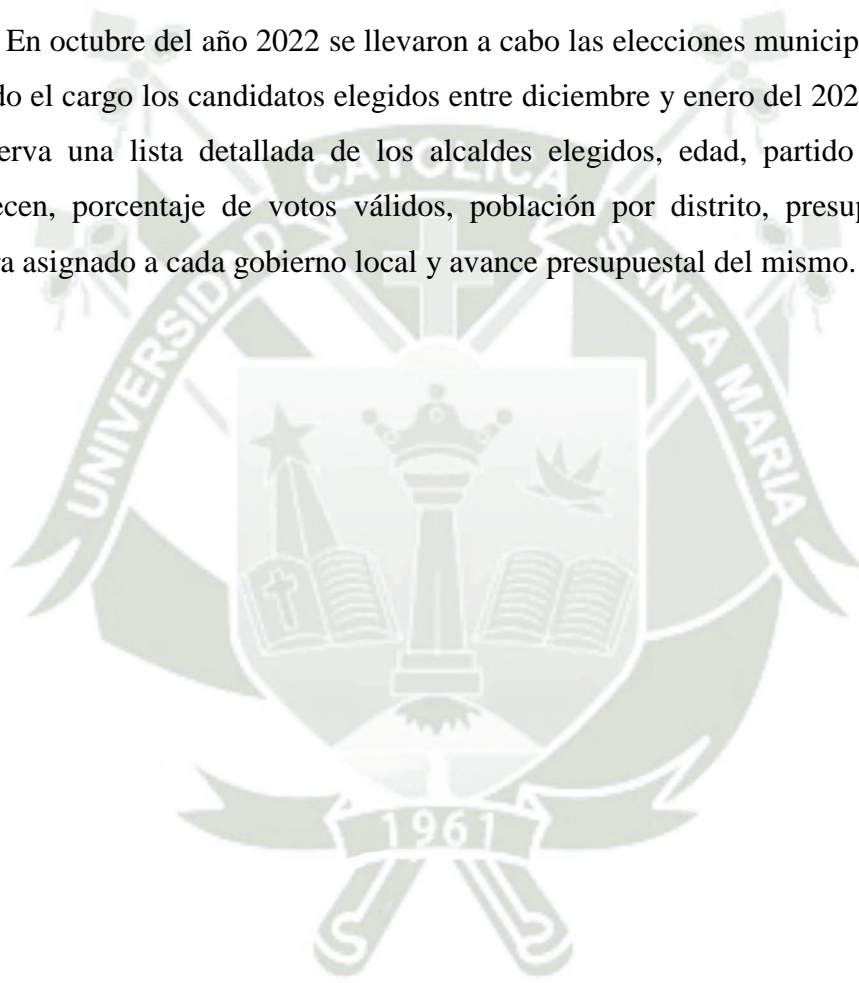 En octubre del año 2022 se llevaron a cabo las elecciones municip
do el cargo los candidatos elegidos entre diciembre y enero del 202
erva una lista detallada de los alcaldes elegidos, edad, partido
ecen, porcentaje de votos válidos, población por distrito, presup
ra asignado a cada gobierno local y avance presupuestal del mismo.
UNIVERSIDAD CATOLICA SANTA MARIA
1961